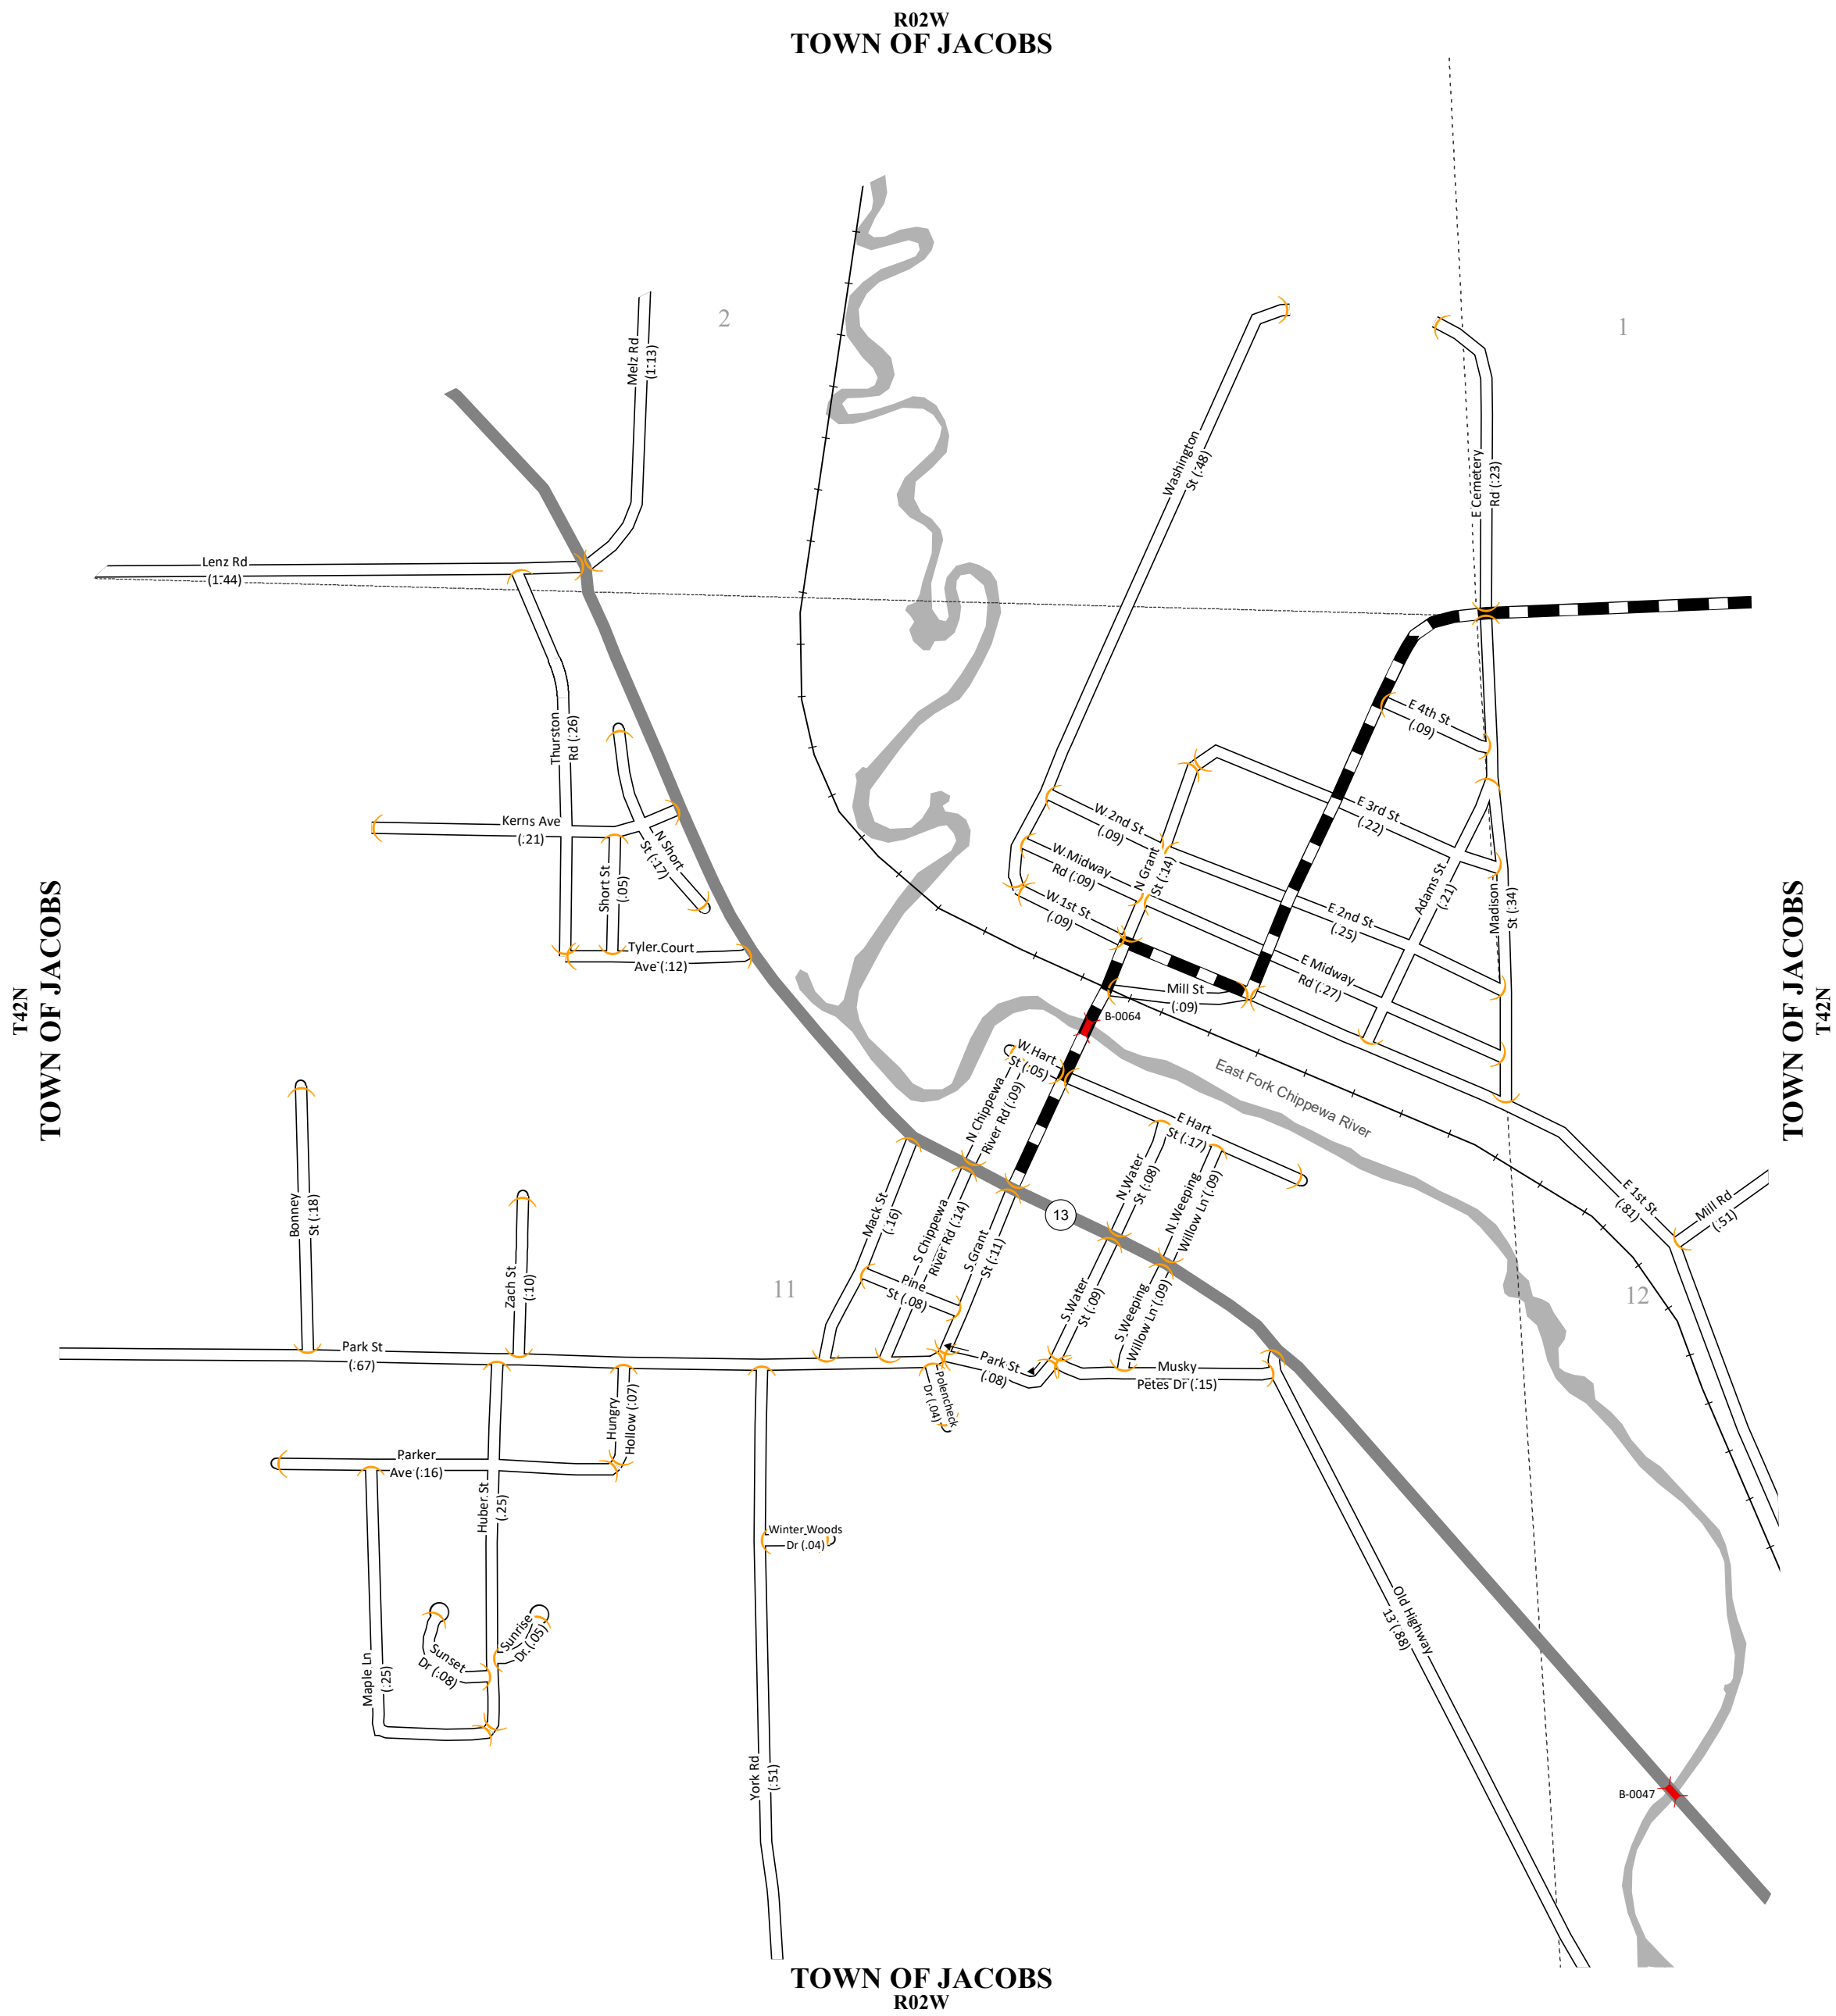 R02W
TOWN OF JACOBS
2
1
Melz Rd
(1.13)
Washington
St (.48)
E Cemetery
Rd (.23)
Lenz Rd
(1.44)
Thurston
Rd (.26)
E 4th St
(.09)
Kerns Ave
(.21)
N Short
St (.17)
Short St
(.05)
W 2nd St
(.09)
E 3rd St
(.22)
W Midway
Rd (.09)
N Grant
St (.14)
Adams St
(.21)
Madison
St (.34)
W 1st St
(.09)
E 2nd St
(.25)
Tyler Court
Ave (.12)
E Midway
Rd (.27)
Mill St
(.09)
B-0064
T42N
TOWN OF JACOBS
TOWN OF JACOBS
T42N
W Hart
St (.05)
East Fork Chippewa River
N Chippewa
River Rd (.09)
E Hart
St (.17)
N Water
St (.08)
N Weeping
Willow Ln (.09)
Bonney
St (.18)
Mack St
(.16)
S Chippewa
River Rd (.14)
S Grant
St (.11)
13
E 1st St
(.81)
Mill Rd
(.51)
Zach St
(.10)
11
Pine
St (.08)
S Water
St (.09)
S Weeping
Willow Ln (.09)
12
Park St
(.67)
Park St
(.08)
Musky
Petes Dr (.15)
Polencheck
Dr (.04)
Hungry
Hollow (.07)
Parker
Ave (.16)
Huber St
(.25)
Winter Woods
Dr (.04)
Sunset
Dr (.08)
Sunrise
Dr (.05)
Maple Ln
(.25)
Old Highway
13 (.88)
York Rd
(.51)
B-0047
TOWN OF JACOBS
R02W